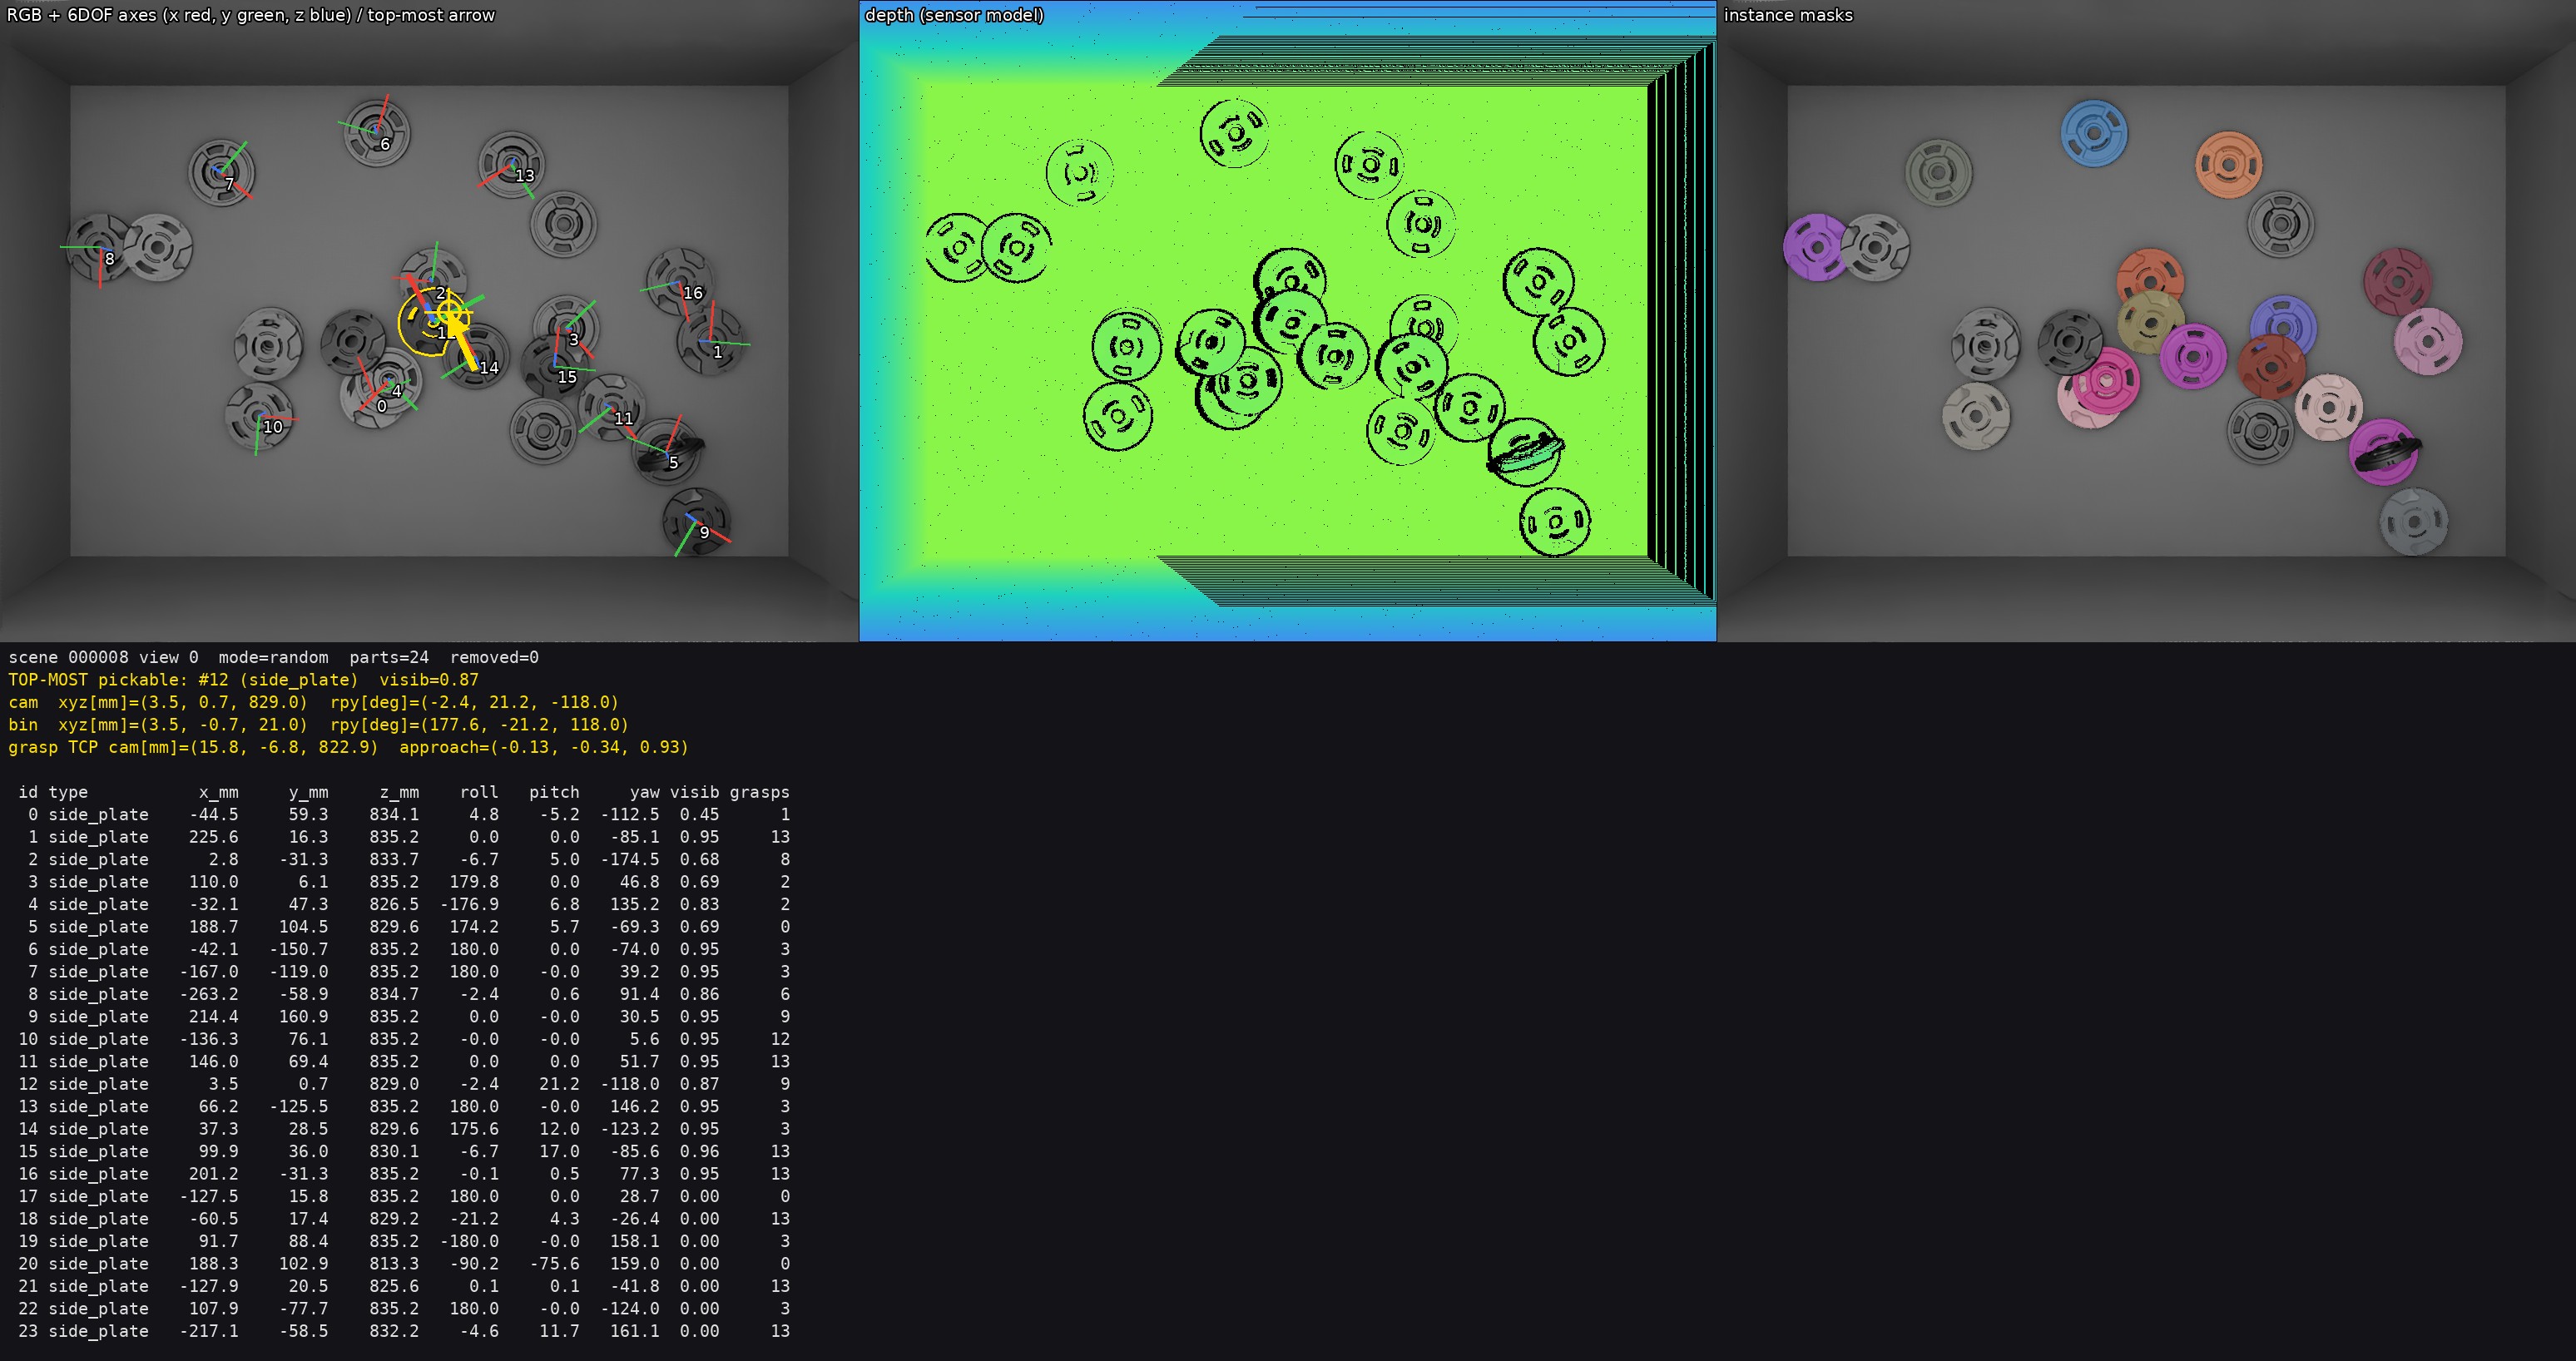 RGB + 6DOF axes (x red, y green, z blue) / top-most arrow
depth (sensor model)
instance masks
6
7
13
8
2
16
12
3
1
14
15
4
0
11
10
5
9
scene 000008 view 0  mode=random  parts=24  removed=0
TOP-MOST pickable: #12 (side_plate)  visib=0.87
cam  xyz[mm]=(3.5, 0.7, 829.0)  rpy[deg]=(-2.4, 21.2, -118.0)
bin  xyz[mm]=(3.5, -0.7, 21.0)  rpy[deg]=(177.6, -21.2, 118.0)
grasp TCP cam[mm]=(15.8, -6.8, 822.9)  approach=(-0.13, -0.34, 0.93)
id type x_mm y_mm z_mm roll pitch yaw visib grasps
0 side_plate -44.5 59.3 834.1 4.8 -5.2 -112.5 0.45 1
1 side_plate 225.6 16.3 835.2 0.0 0.0 -85.1 0.95 13
2 side_plate 2.8 -31.3 833.7 -6.7 5.0 -174.5 0.68 8
3 side_plate 110.0 6.1 835.2 179.8 0.0 46.8 0.69 2
4 side_plate -32.1 47.3 826.5 -176.9 6.8 135.2 0.83 2
5 side_plate 188.7 104.5 829.6 174.2 5.7 -69.3 0.69 0
6 side_plate -42.1 -150.7 835.2 180.0 0.0 -74.0 0.95 3
7 side_plate -167.0 -119.0 835.2 180.0 -0.0 39.2 0.95 3
8 side_plate -263.2 -58.9 834.7 -2.4 0.6 91.4 0.86 6
9 side_plate 214.4 160.9 835.2 0.0 -0.0 30.5 0.95 9
10 side_plate -136.3 76.1 835.2 -0.0 -0.0 5.6 0.95 12
11 side_plate 146.0 69.4 835.2 0.0 0.0 51.7 0.95 13
12 side_plate 3.5 0.7 829.0 -2.4 21.2 -118.0 0.87 9
13 side_plate 66.2 -125.5 835.2 180.0 -0.0 146.2 0.95 3
14 side_plate 37.3 28.5 829.6 175.6 12.0 -123.2 0.95 3
15 side_plate 99.9 36.0 830.1 -6.7 17.0 -85.6 0.96 13
16 side_plate 201.2 -31.3 835.2 -0.1 0.5 77.3 0.95 13
17 side_plate -127.5 15.8 835.2 180.0 0.0 28.7 0.00 0
18 side_plate -60.5 17.4 829.2 -21.2 4.3 -26.4 0.00 13
19 side_plate 91.7 88.4 835.2 -180.0 -0.0 158.1 0.00 3
20 side_plate 188.3 102.9 813.3 -90.2 -75.6 159.0 0.00 0
21 side_plate -127.9 20.5 825.6 0.1 0.1 -41.8 0.00 13
22 side_plate 107.9 -77.7 835.2 180.0 -0.0 -124.0 0.00 3
23 side_plate -217.1 -58.5 832.2 -4.6 11.7 161.1 0.00 13